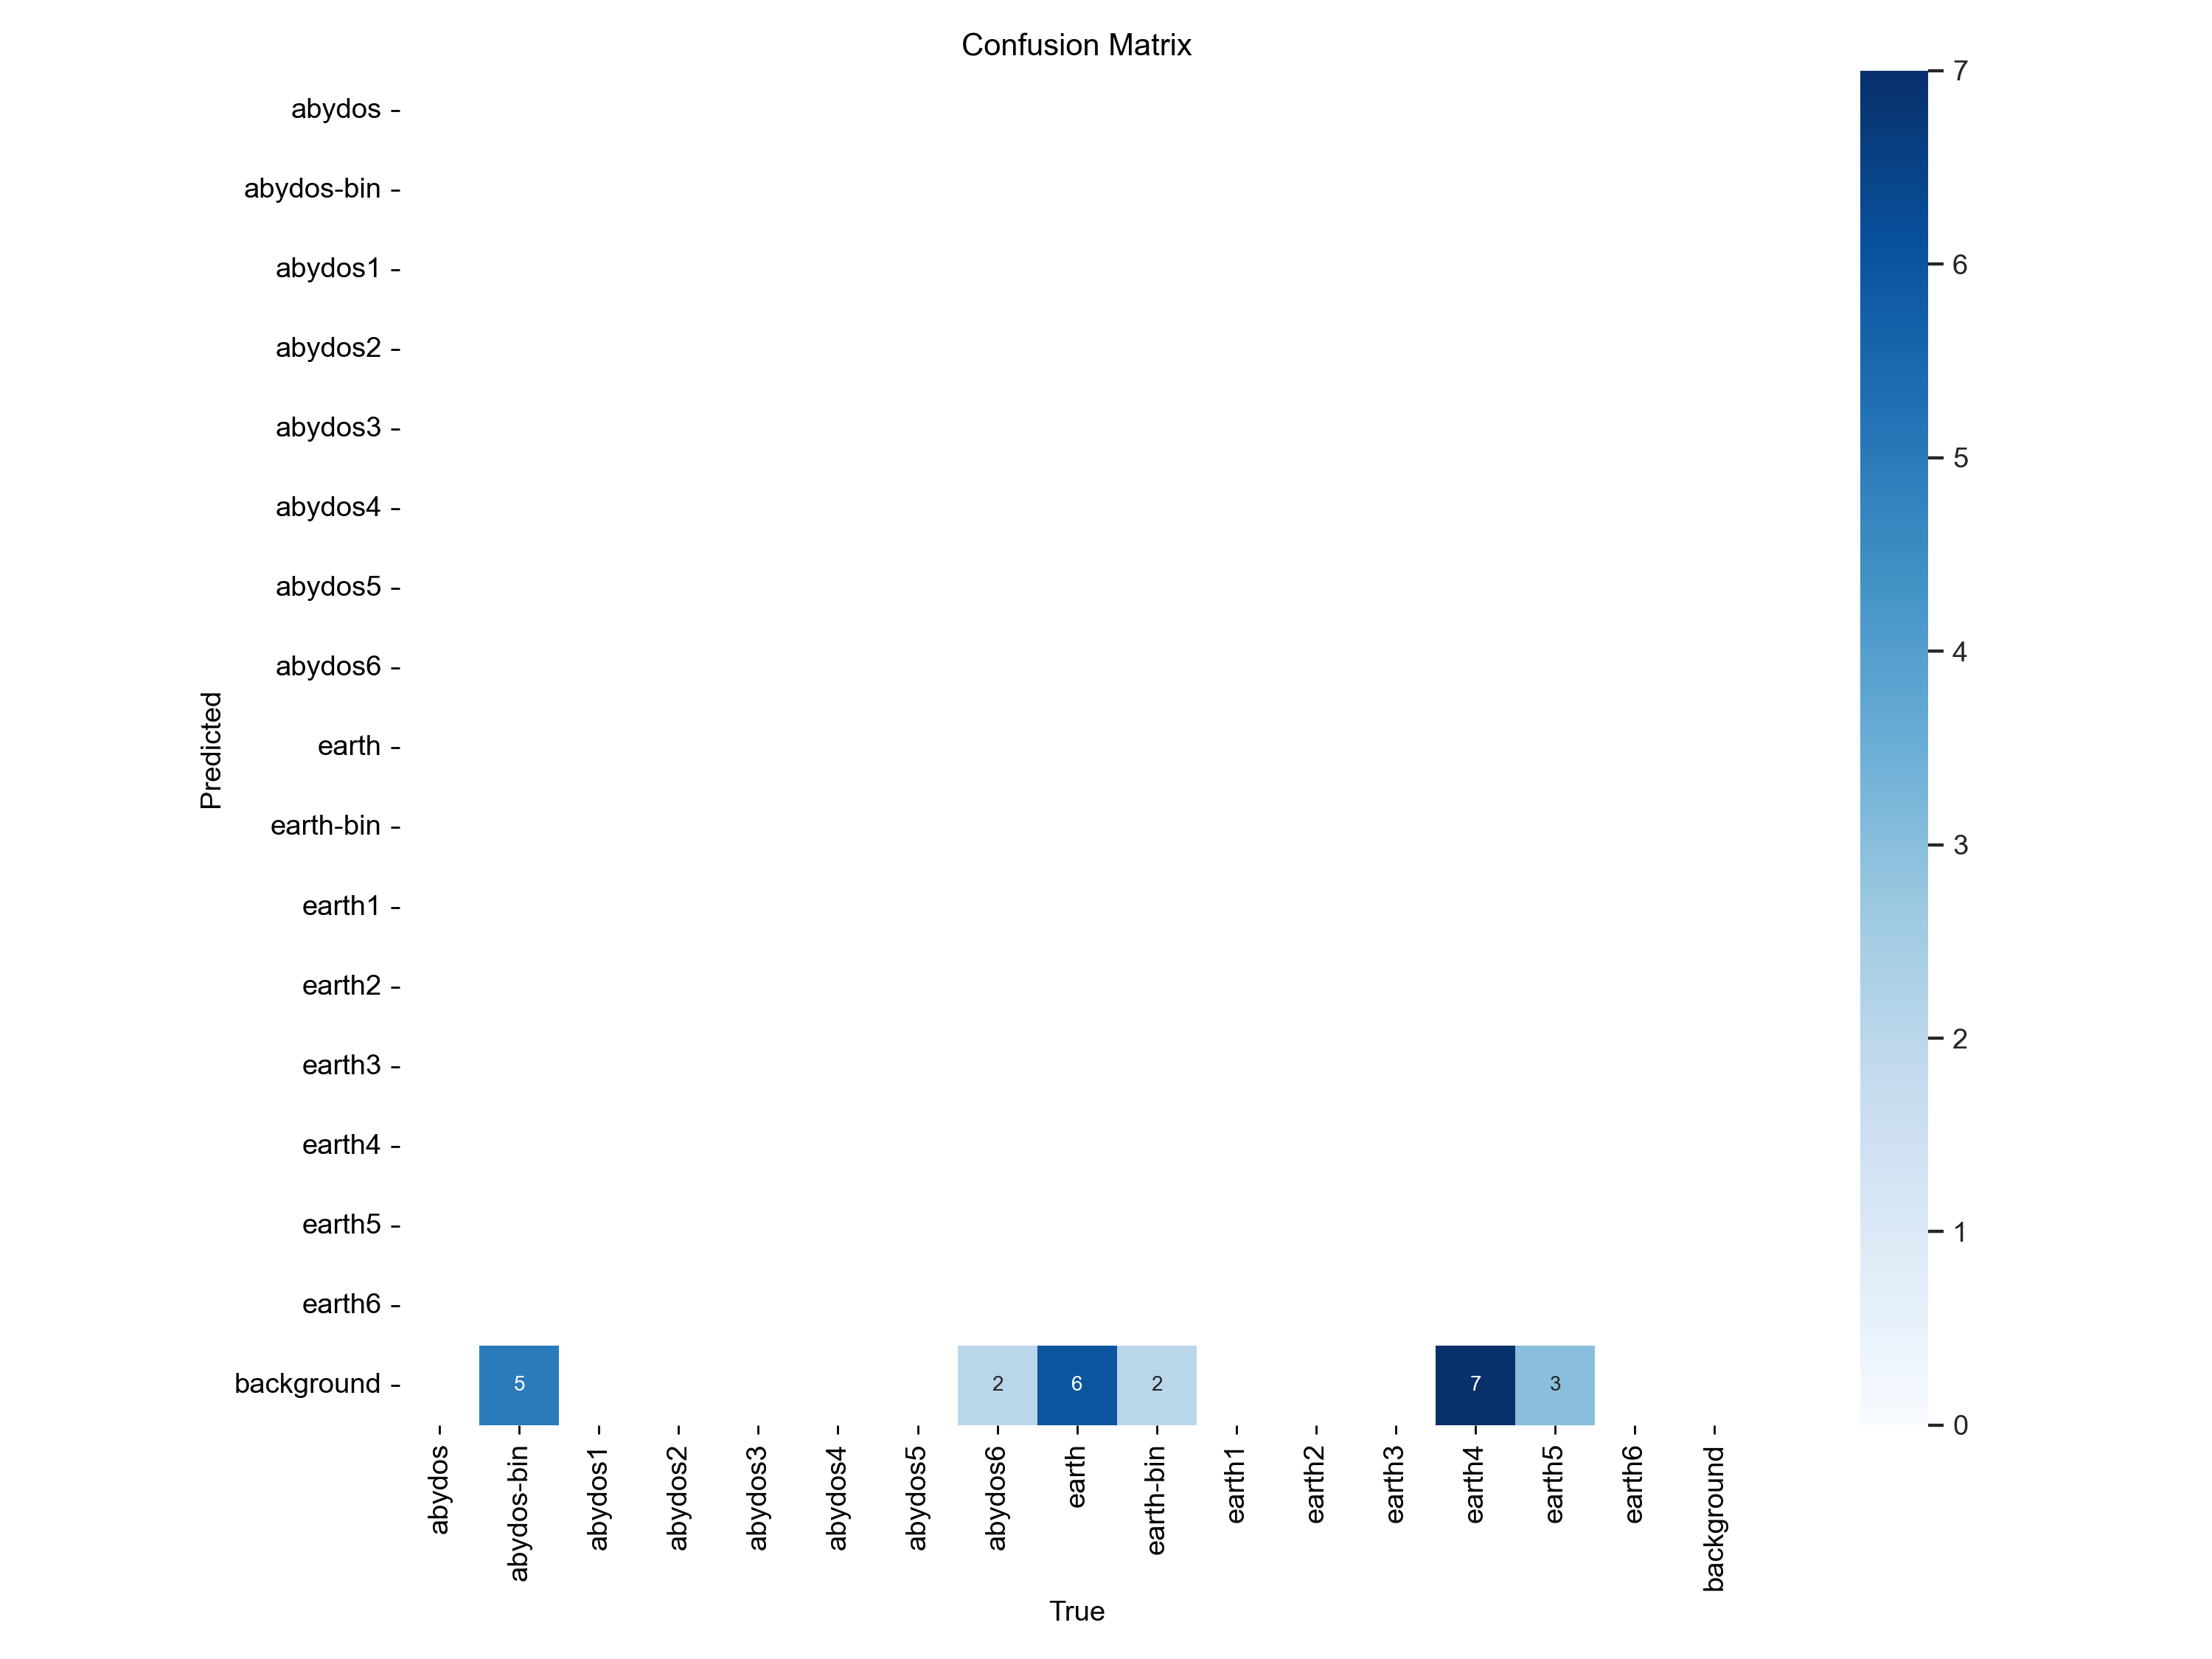 Confusion Matrix
abydos
abydos-bin
abydos1
abydos2
abydos3
abydos4
abydos5
abydos6
earth
earth-bin
earth1
earth2
earth3
earth4
earth5
earth6
background
Predicted
5 2 6 2 7 3
abydos abydos-bin abydos1 abydos2 abydos3 abydos4 abydos5 abydos6 earth earth-bin earth1 earth2 earth3 earth4 earth5 earth6 background
True
7
6
5
4
3
2
1
0